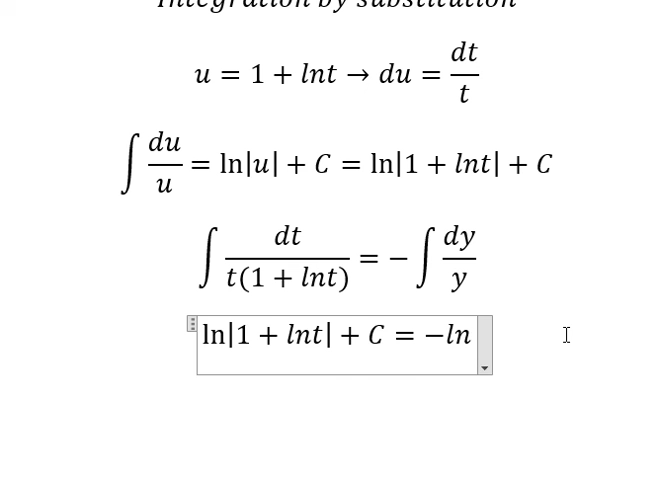 Integration by substitution
u = 1 + lnt → du = dt/t
∫ du/u = ln|u| + C = ln|1 + lnt| + C
∫ dt/t(1 + lnt) = − ∫ dy/y
ln|1 + lnt| + C = −ln